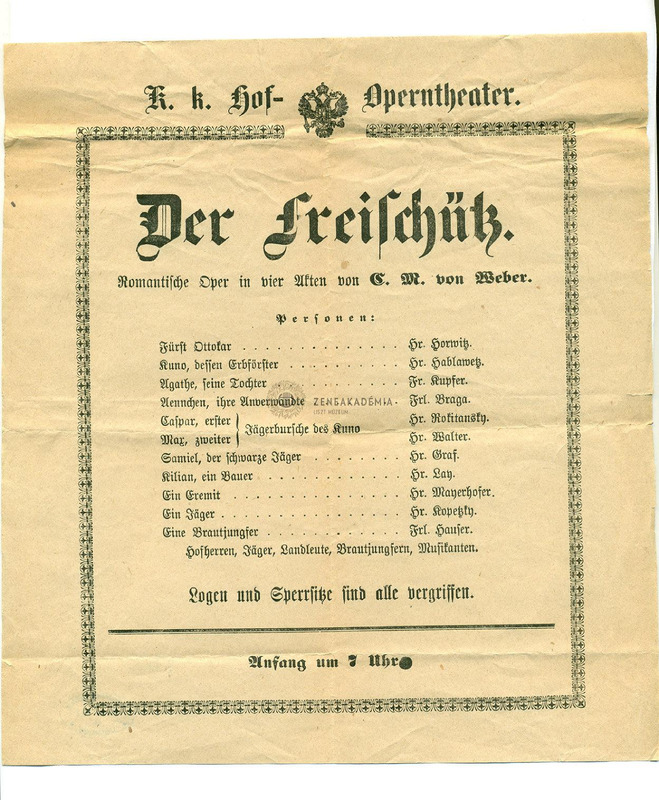 K. k. Hof-Operntheater.
Der Freischütz.
Romantische Oper in vier Akten von C. M. von Weber.
Personen:
Fürst Ottokar . . . . . . . . . . . . . . . Hr. Horwitz.
Kuno, dessen Erbförster . . . . . . . . . . Hr. Hablawetz.
Agathe, seine Tochter . . . . . . . . . . . Fr. Kupfer.
Aennchen, ihre Anverwandte . . . . . . . . Frl. Braga.
Caspar, erster } Jägerbursche des Kuno Hr. Rokitansky.
Max, zweiter } Hr. Walter.
Samiel, der schwarze Jäger . . . . . . . . Hr. Graf.
Kilian, ein Bauer . . . . . . . . . . . . . Hr. Lay.
Ein Eremit . . . . . . . . . . . . . . . . Hr. Mayerhofer.
Ein Jäger . . . . . . . . . . . . . . . . . Hr. Kopetzky.
Eine Brautjungfer . . . . . . . . . . . . . Frl. Hauser.
Hofherren, Jäger, Landleute, Brautjungfern, Musikanten.
Logen und Sperrsitze sind alle vergriffen.
Anfang um 7 Uhr
ZENEAKADÉMIA
LISZT MÚZEUM